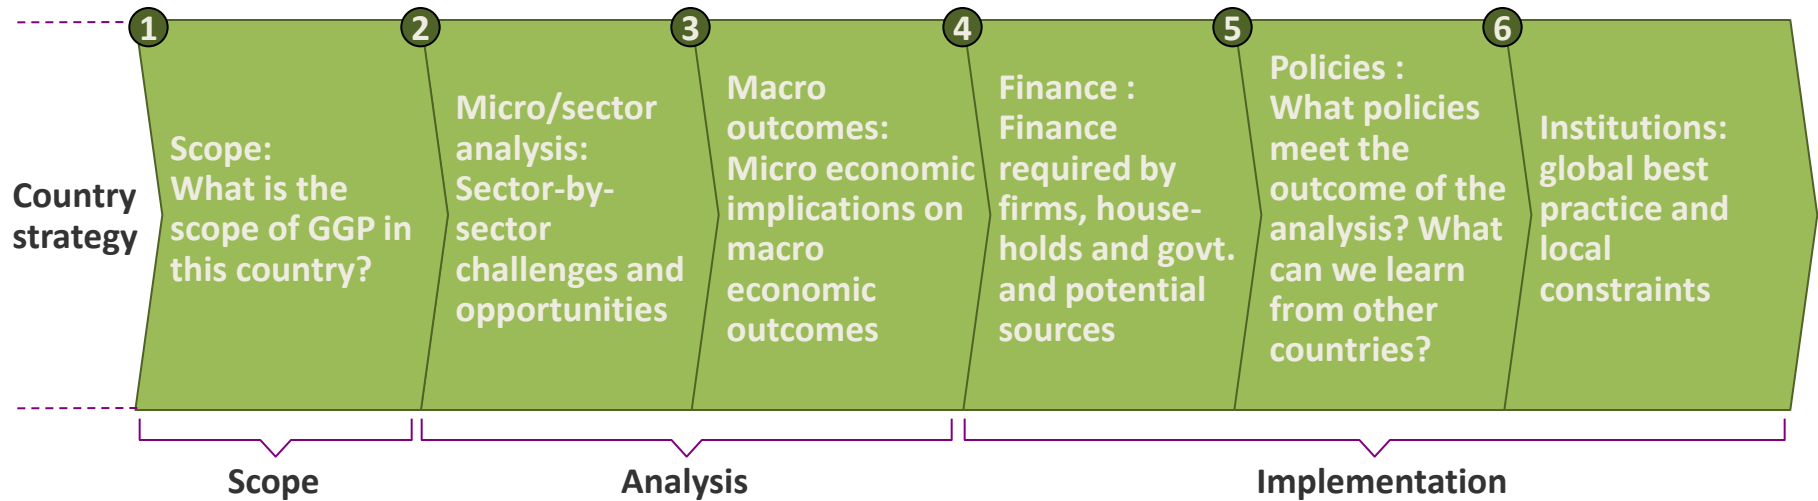 1
2
3
4
5
6
Country
strategy
Scope:
What is the
scope of GGP in
this country?
Micro/sector
analysis:
Sector-by-
sector
challenges and
opportunities
Macro
outcomes:
Micro economic
implications on
macro
economic
outcomes
Finance :
Finance
required by
firms, house-
holds and govt.
and potential
sources
Policies :
What policies
meet the
outcome of the
analysis? What
can we learn
from other
countries?
Institutions:
global best
practice and
local
constraints
Scope
Analysis
Implementation